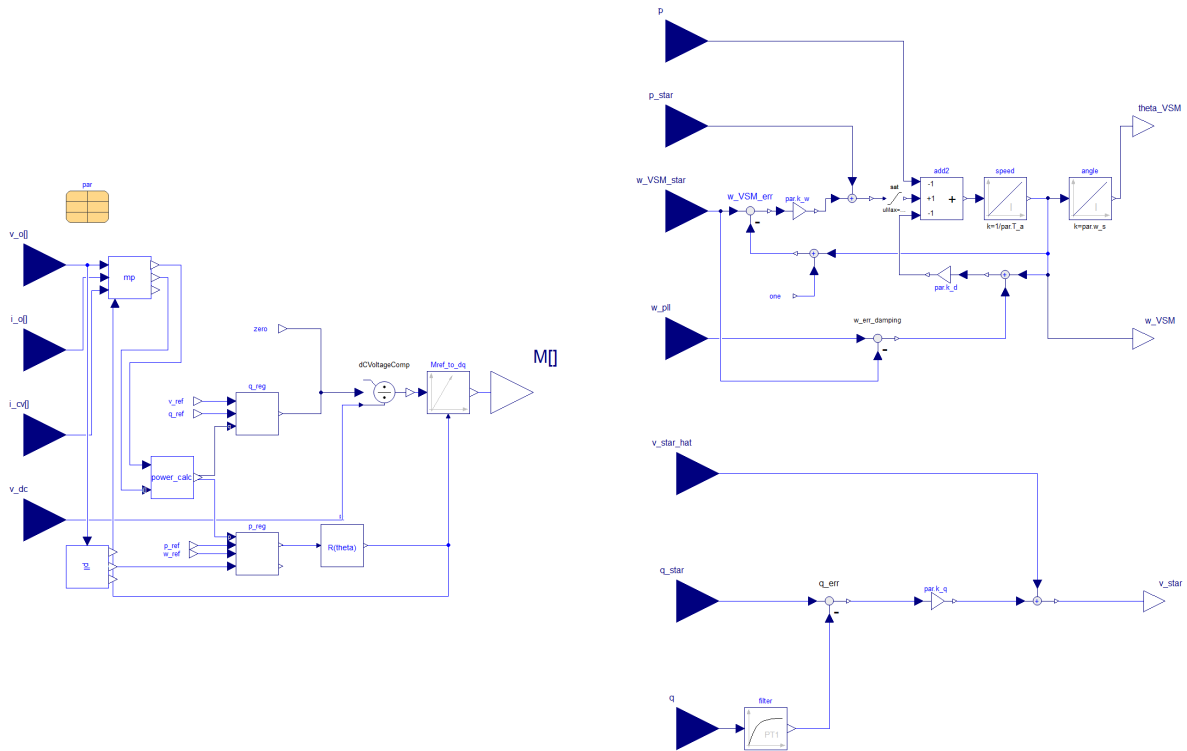 par
v_o[]
mp
i_o[]
zero
M[]
dCVoltageComp
Mref_to_dq
q_reg
v_ref
q_ref
i_cv[]
power_calc
v_dc
1
p_reg
p_ref
w_ref
R(theta)
pll
p
p_star
theta_VSM
w_VSM_star
w_VSM_err
par.k_w
sat
uMax=...
add2
-1
+1
-1
+
speed
I
k=1/par.T_a
angle
I
k=par.w_s
-
par.k_d
one
w_pll
w_err_damping
-
w_VSM
v_star_hat
q_star
q_err
-
par.k_q
v_star
q
filter
PT1